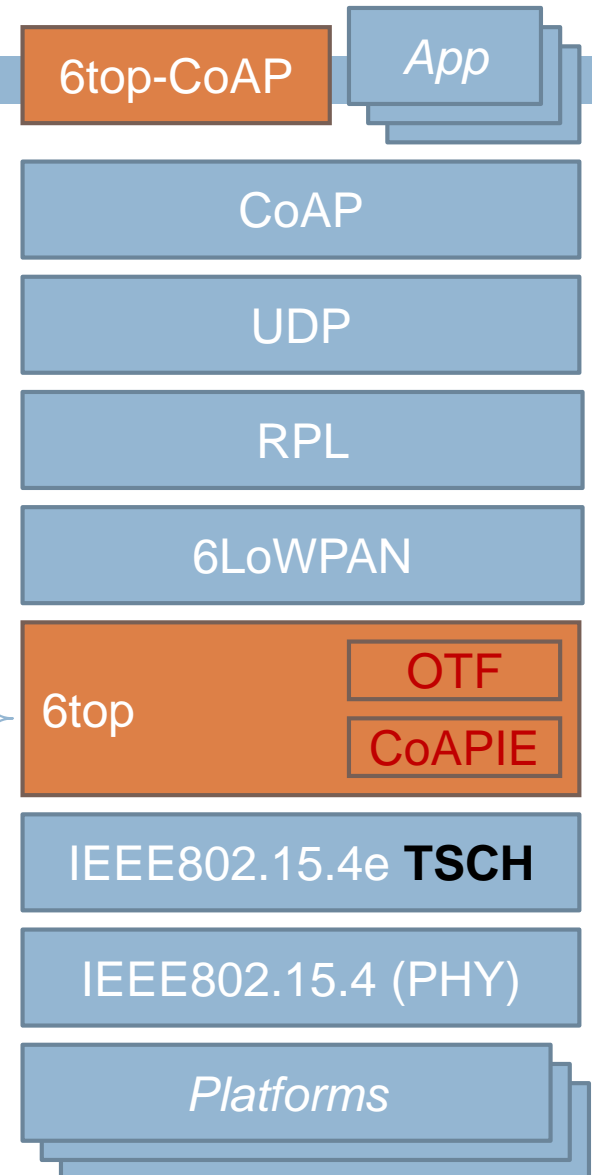 6top-CoAP
App
CoAP
UDP
RPL
6LoWPAN
6top
OTF
CoAPIE
IEEE802.15.4e TSCH
IEEE802.15.4 (PHY)
Platforms